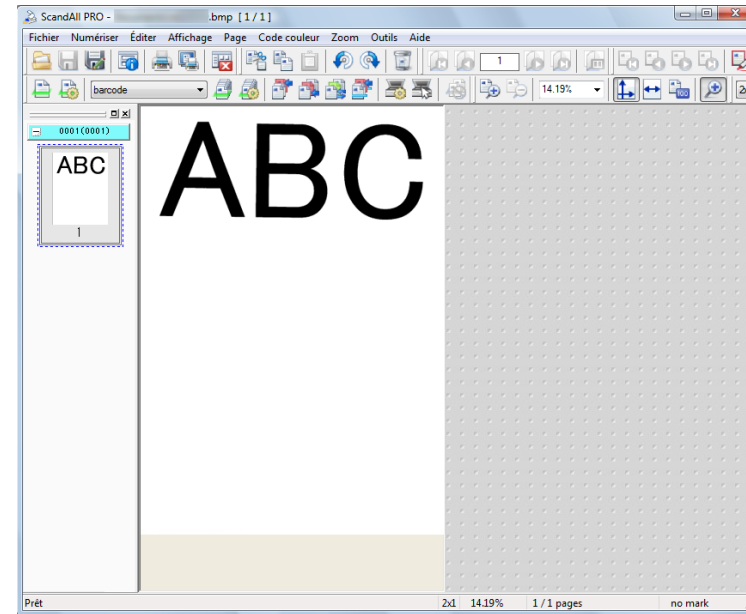 ScandAll PRO - .bmp [ 1 / 1 ]
Fichier Numériser Éditer Affichage Page Code couleur Zoom Outils Aide
1
barcode 14.19% 100
0001(0001)
ABC
1
ABC
Prêt 2x1 14.19% 1 / 1 pages no mark